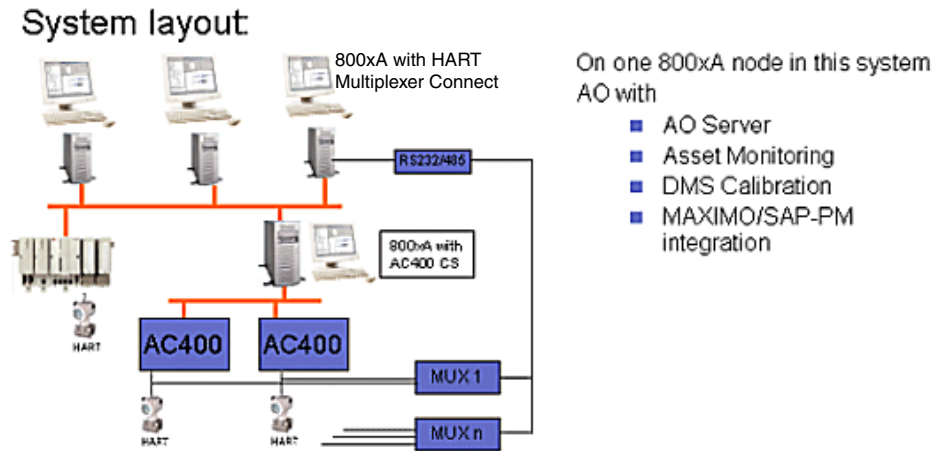 System layout:
800xA with HART
Multiplexer Connect
RS232/485
800xA with
AC400 CS
HART
AC400
AC400
MUX 1
HART
HART
MUX n
On one 800xA node in this system
AO with
AO Server
Asset Monitoring
DMS Calibration
MAXIMO/SAP-PM
integration